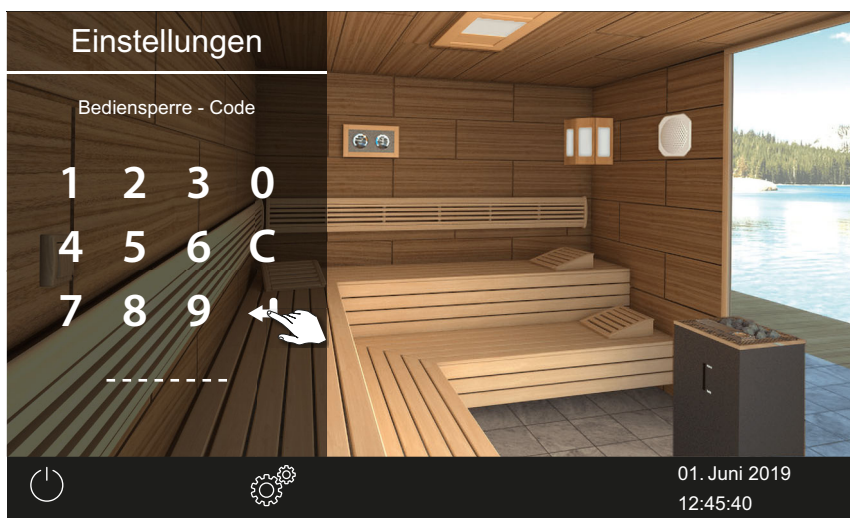 Einstellungen
Bediensperre - Code
1 2 3 0
4 5 6 C
7 8 9
--------
01. Juni 2019
12:45:40